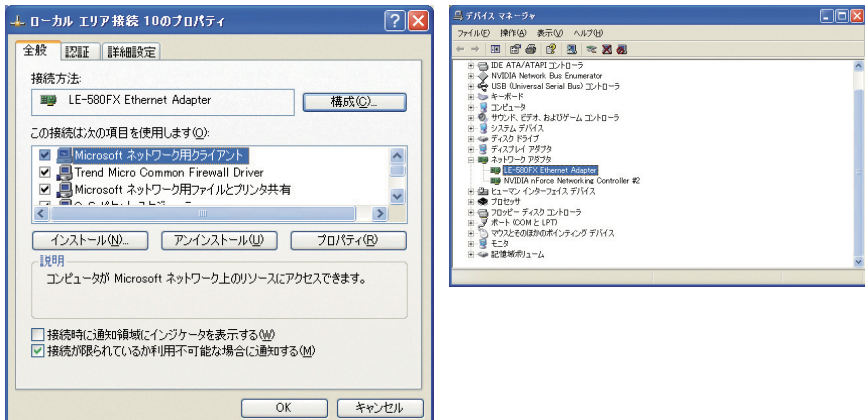 ローカル エリア接続 10のプロパティ
全般 認証 詳細設定
接続方法:
LE-580FX Ethernet Adapter
構成(C)...
この接続は次の項目を使用します(O):
Microsoft ネットワーク用クライアント
Trend Micro Common Firewall Driver
Microsoft ネットワーク用ファイルとプリンタ共有
インストール(N)... アンインストール(U) プロパティ(R)
説明
コンピュータが Microsoft ネットワーク上のリソースにアクセスできます。
接続時に通知領域にインジケータを表示する(W)
接続が限られているか利用不可能な場合に通知する(M)
OK キャンセル
デバイス マネージャ
ファイル(F) 操作(A) 表示(V) ヘルプ(H)
IDE ATA/ATAPI コントローラ
NVIDIA Network Bus Enumerator
USB (Universal Serial Bus) コントローラ
キーボード
コンピュータ
サウンド、ビデオ、およびゲーム コントローラ
システム デバイス
ディスク ドライブ
ディスプレイ アダプタ
ネットワーク アダプタ
LE-580FX Ethernet Adapter
NVIDIA nForce Networking Controller #2
ヒューマン インターフェイス デバイス
プロセッサ
フロッピー ディスク コントローラ
ポート (COM と LPT)
マウスとそのほかのポインティング デバイス
モニタ
記憶域ボリューム